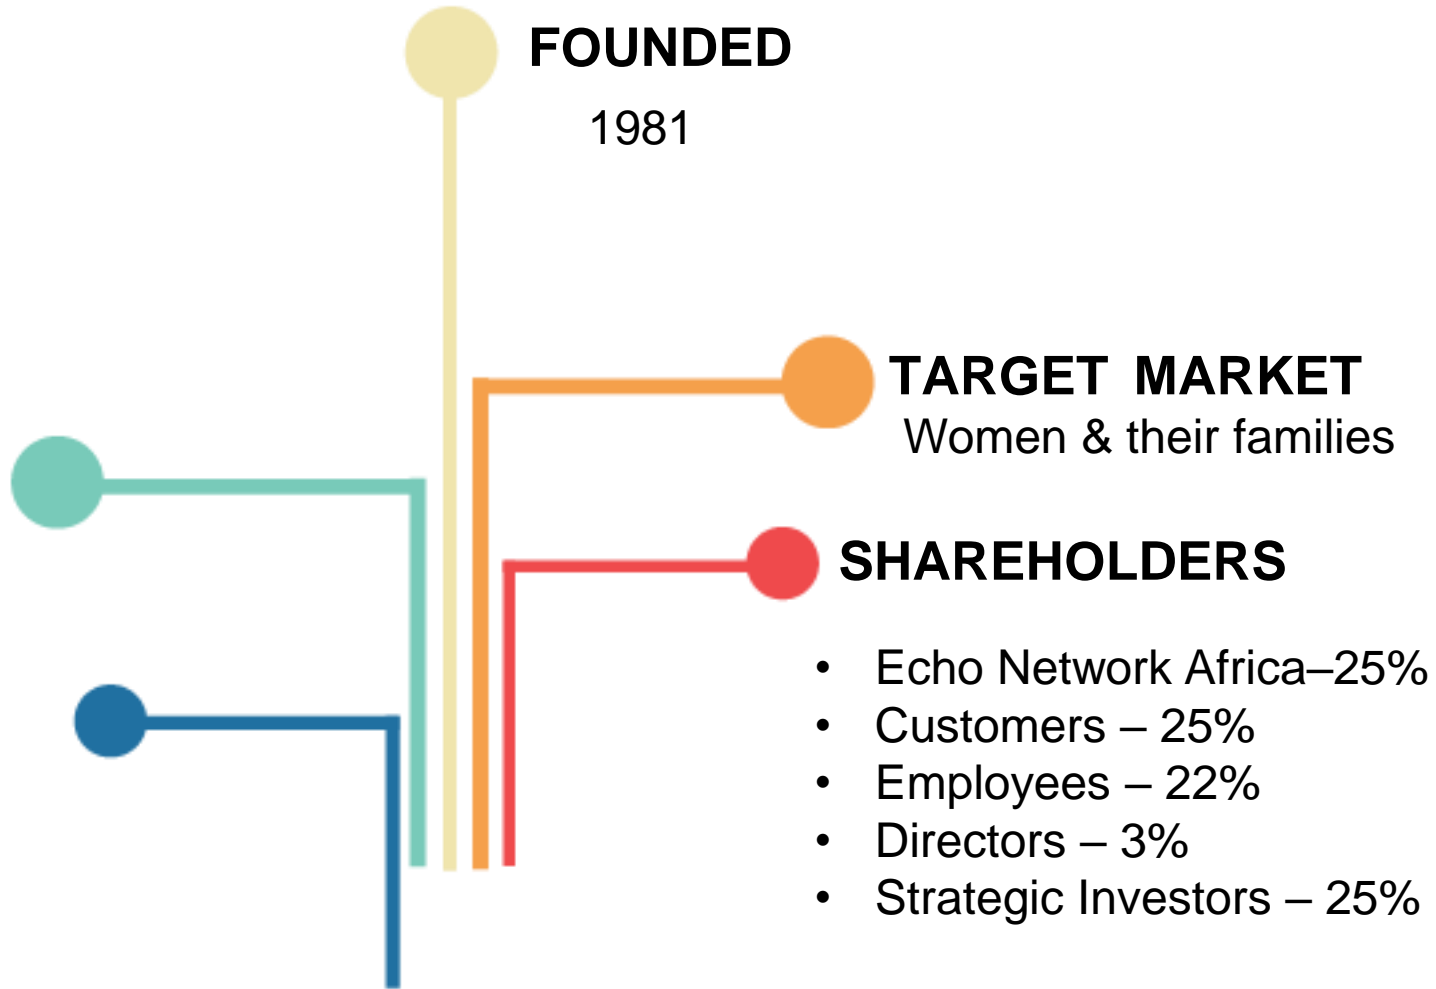 FOUNDED
1981
TARGET MARKET
Women & their families
SHAREHOLDERS
• Echo Network Africa–25%
• Customers – 25%
• Employees – 22%
• Directors – 3%
• Strategic Investors – 25%